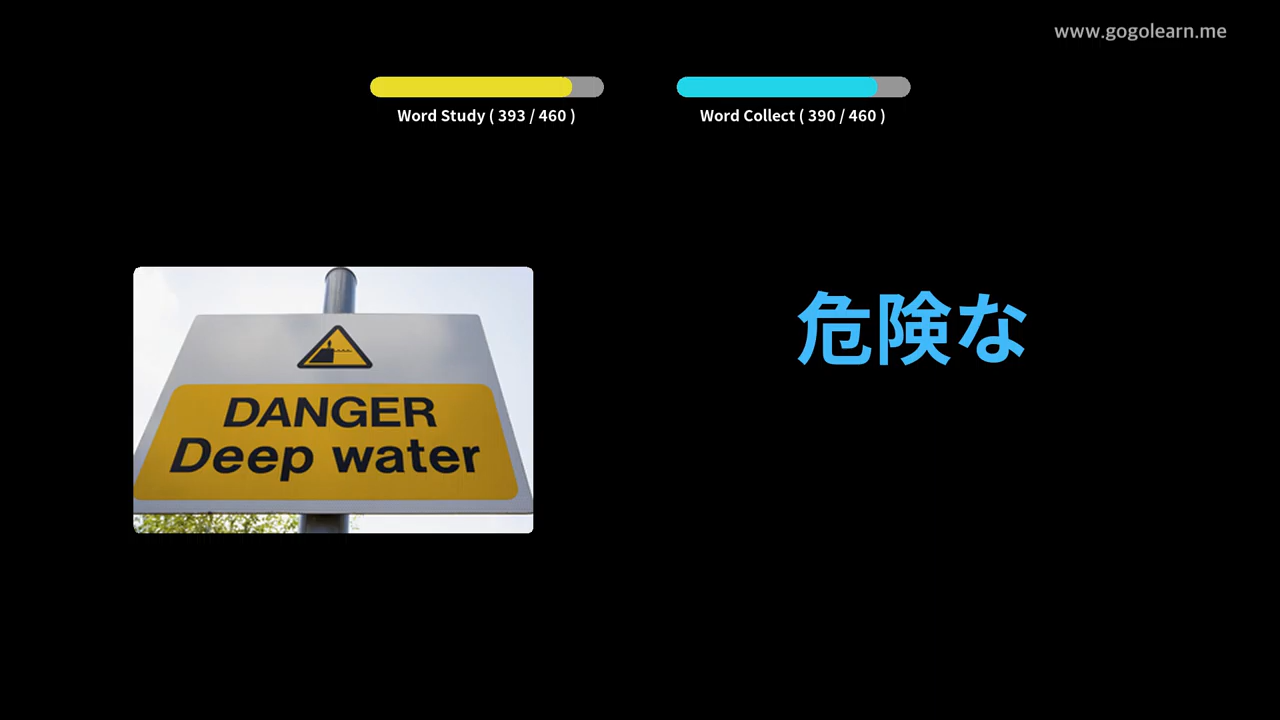 www.gogolearn.me
Word Study ( 393 / 460 )
Word Collect ( 390 / 460 )
危険な
DANGER
Deep water